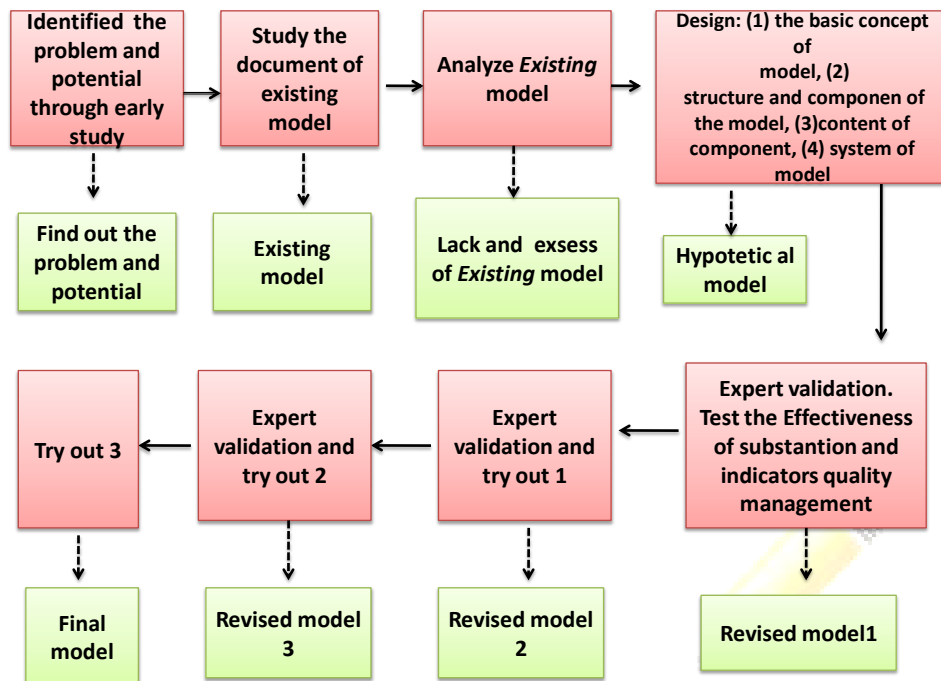 Identified the
problem and
potential
through early
study
Study the
document of
existing
model
Analyze Existing
model
Design: (1) the basic concept
of
model, (2)
structure and componen of
the model, (3)content of
component, (4) system of
model
Find out the
problem and
potential
Existing
model
Lack and exsess
of Existing model
Hypotetic al
model
Expert validation.
Test the Effectiveness
of substantion and
indicators quality
management
Expert
validation and
try out 1
Expert
validation and
try out 2
Try out 3
Revised model1
Revised model
2
Revised model
3
Final
model